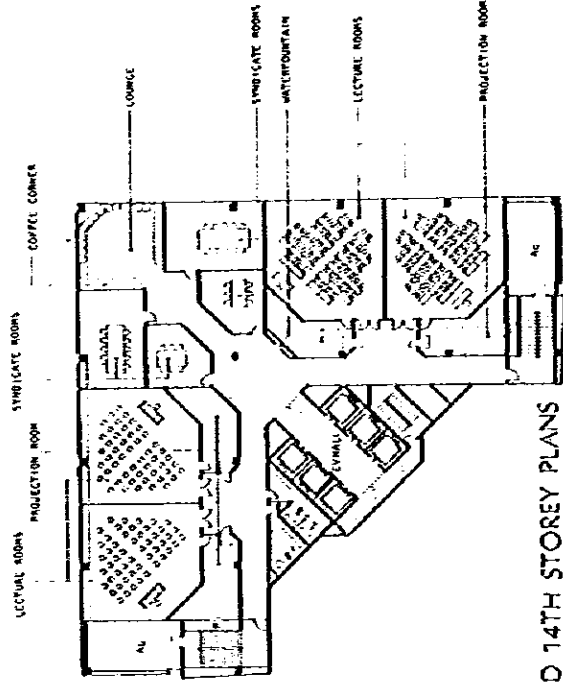 LOUNGE
SYNDICATE ROOMS
WATERFOUNTAIN
LECTURE ROOMS
PROJECTION ROOM
COFFEE CORNER
SYNDICATE ROOMS
PROJECTION ROOM
LECTURE ROOMS
AC
AC
D 14TH STOREY PLANS